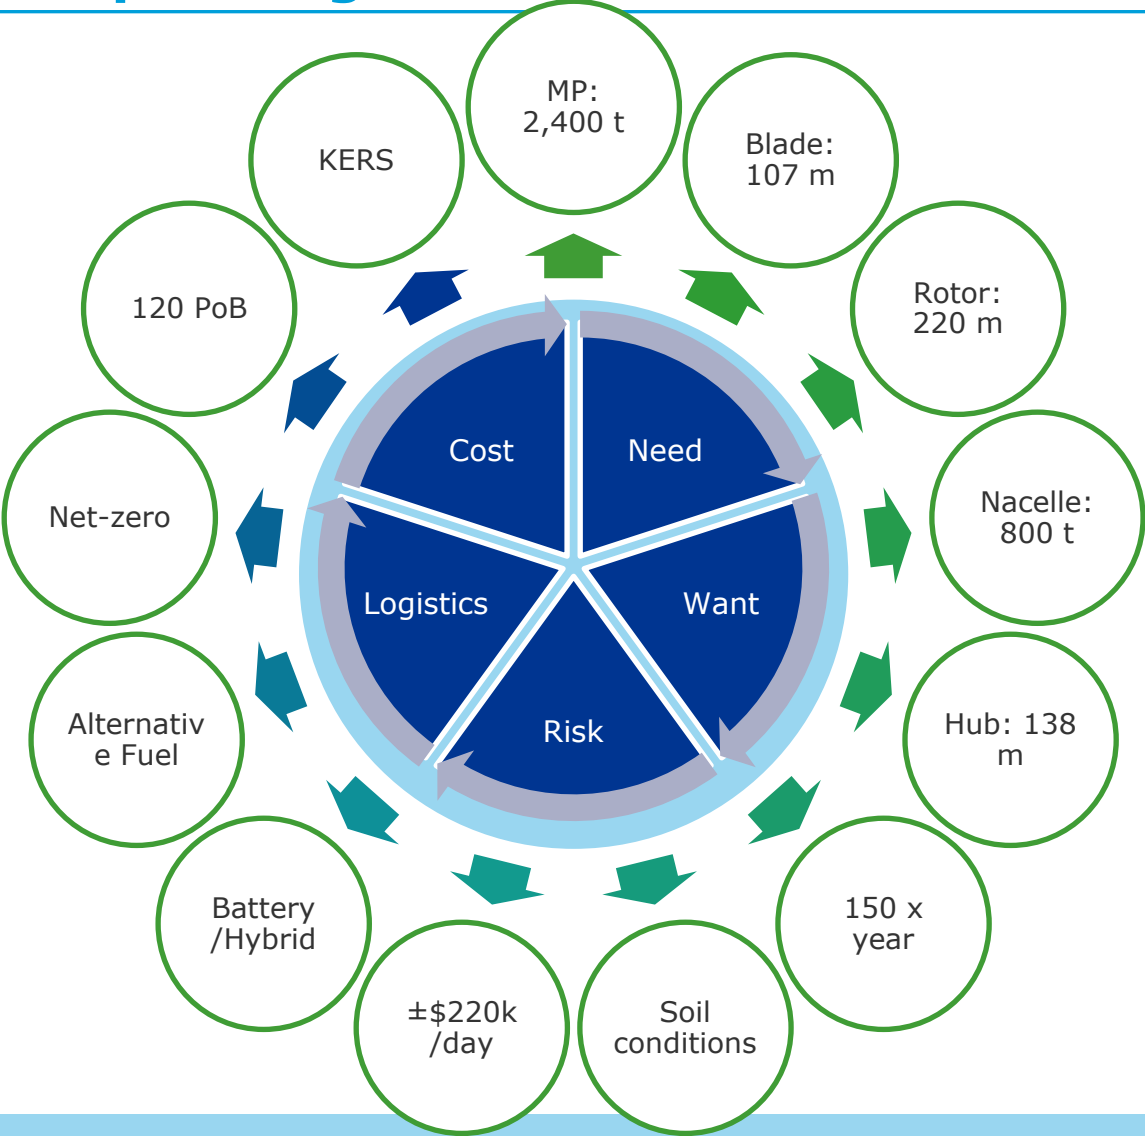 MP:
2,400 t
Blade:
107 m
Rotor:
220 m
Nacelle:
800 t
Hub: 138
m
150 x
year
Soil
conditions
±$220k
/day
Battery
/Hybrid
Alternativ
e Fuel
Net-zero
120 PoB
KERS
Need
Want
Risk
Logistics
Cost